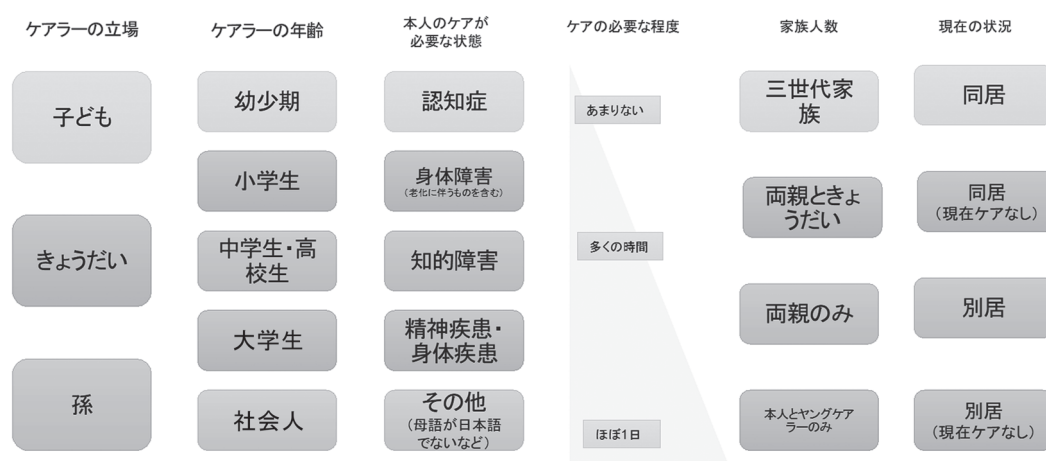 ケアラーの立場
子ども
きょうだい
孫
ケアラーの年齢
幼少期
小学生
中学生・高
校生
大学生
社会人
本人のケアが
必要な状態
認知症
身体障害
（老化に伴うものを含む）
知的障害
精神疾患・
身体疾患
その他
（母語が日本語
でないなど）
ケアの必要な程度
あまりない
多くの時間
ほぼ1日
家族人数
三世代家
族
両親ときょ
うだい
両親のみ
本人とヤングケア
ラーのみ
現在の状況
同居
同居
（現在ケアなし）
別居
別居
（現在ケアなし）